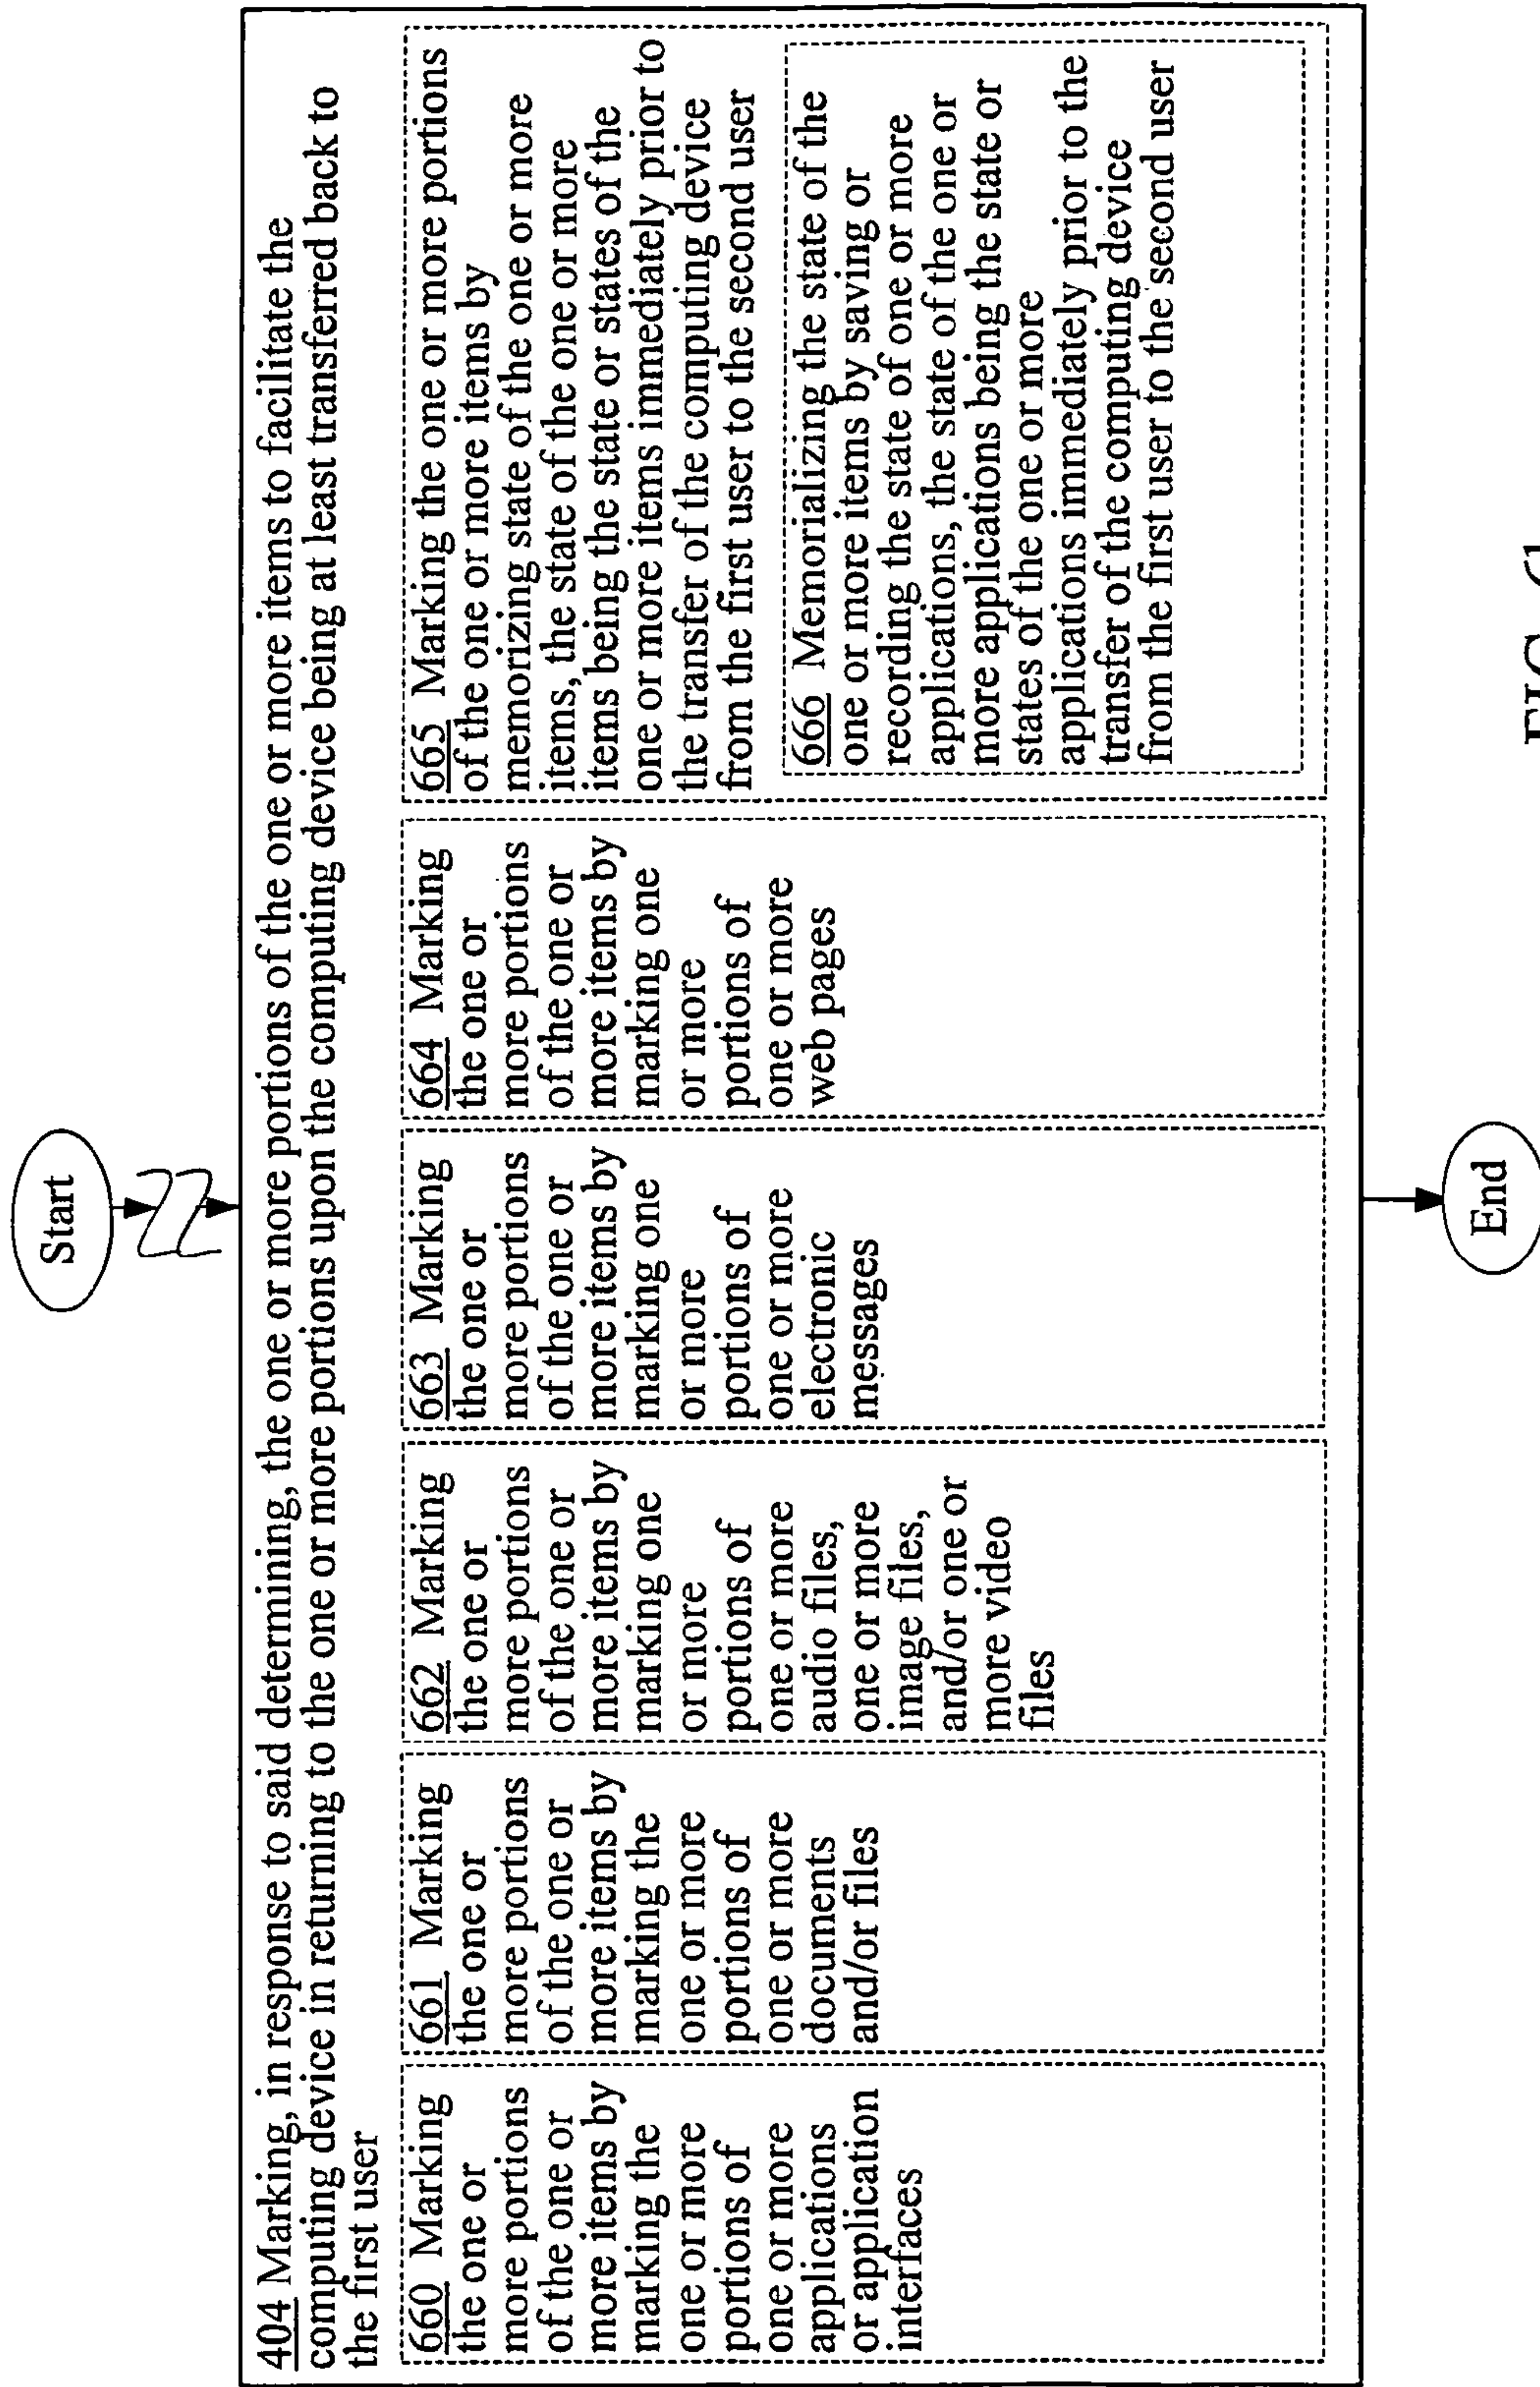 Start
404 Marking, in response to said determining, the one or more portions of the one or more items to facilitate the
computing device in returning to the one or more portions upon the computing device being at least transferred back to
the first user
660 Marking
the one or
more portions
of the one or
more items by
marking the
one or more
portions of
one or more
applications
or application
interfaces
661 Marking
the one or
more portions
of the one or
more items by
marking the
one or more
portions of
one or more
documents
and/or files
662 Marking
the one or
more portions
of the one or
more items by
marking one
or more
portions of
one or more
audio files,
one or more
image files,
and/or one or
more video
files
663 Marking
the one or
more portions
of the one or
more items by
marking one
or more
portions of
one or more
electronic
messages
664 Marking
the one or
more portions
of the one or
more items by
marking one
or more
portions of
one or more
web pages
665 Marking the one or more portions
of the one or more items by
memorizing state of the one or more
items, the state of the one or more
items being the state or states of the
one or more items immediately prior to
the transfer of the computing device
from the first user to the second user
666 Memorializing the state of the
one or more items by saving or
recording the state of one or more
applications, the state of the one or
more applications being the state or
states of the one or more
applications immediately prior to the
transfer of the computing device
from the first user to the second user
End